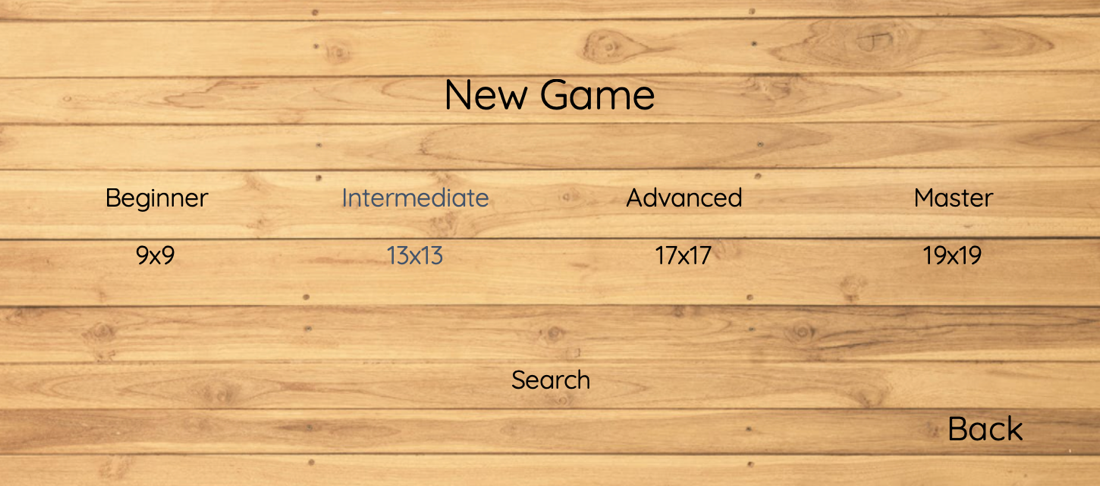 New Game
Beginner Intermediate Advanced Master
9x9 13x13 17x17 19x19
Search
Back